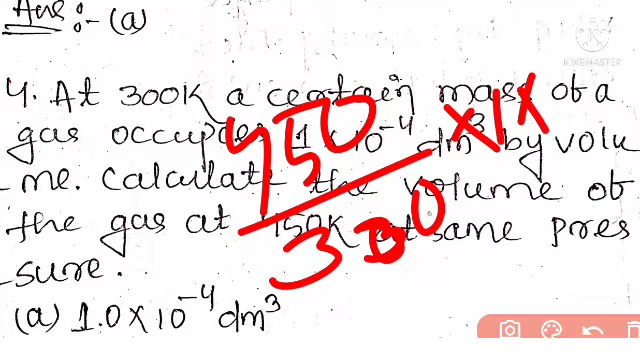 Ans :- (a)
KINEMASTER
4. At 300K a certain mass of a
gas occupies 1 × 10⁻⁴ dm³ by volu
-me. Calculate the volume of
the gas at 450K at same pres
-sure.
450
300
×1×
(a) 1.0 × 10⁻⁴ dm³